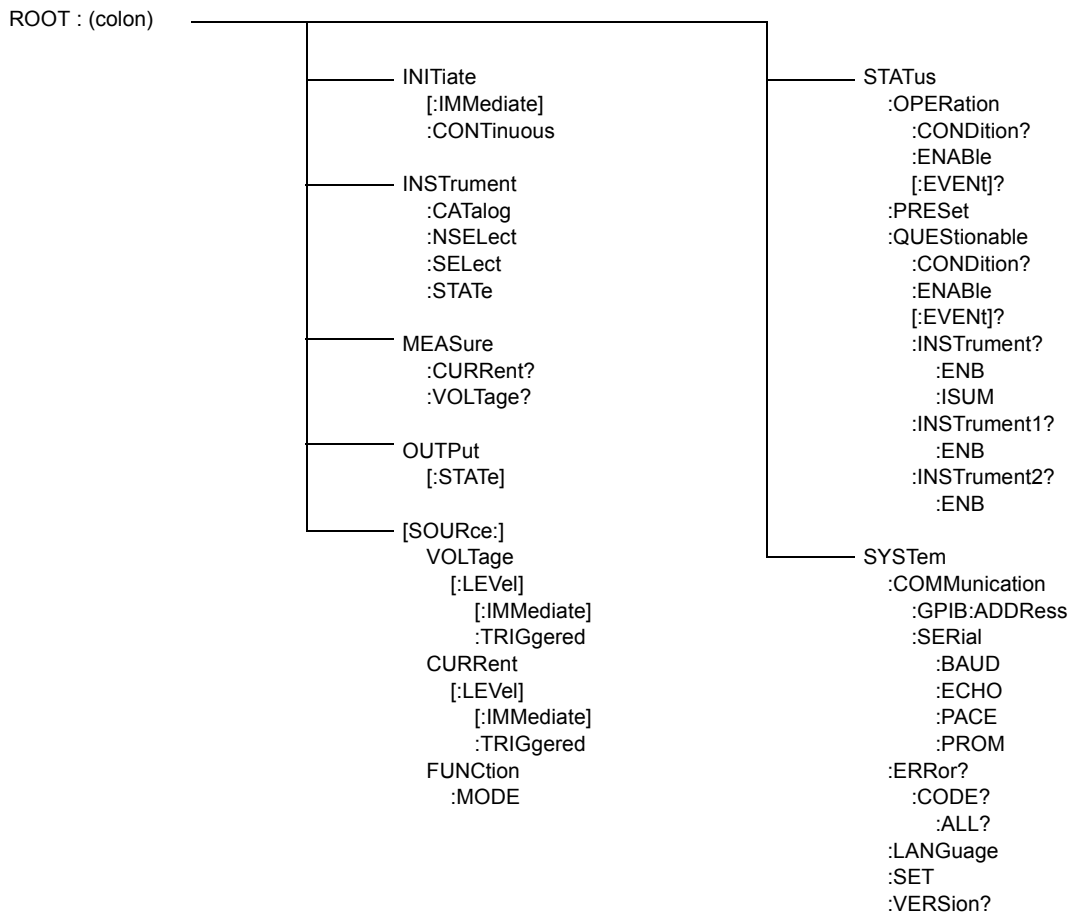 ROOT : (colon)
INITiate
[:IMMediate]
:CONTinuous
INSTrument
:CATalog
:NSELect
:SELect
:STATe
MEASure
:CURRent?
:VOLTage?
OUTPut
[:STATe]
[SOURce:]
VOLTage
[:LEVel]
[:IMMediate]
:TRIGgered
CURRent
[:LEVel]
[:IMMediate]
:TRIGgered
FUNCtion
:MODE
STATus
:OPERation
:CONDition?
:ENABle
[:EVENt]?
:PRESet
:QUEStionable
:CONDition?
:ENABle
[:EVENt]?
:INSTrument?
:ENB
:ISUM
:INSTrument1?
:ENB
:INSTrument2?
:ENB
SYSTem
:COMMunication
:GPIB:ADDRess
:SERial
:BAUD
:ECHO
:PACE
:PROM
:ERRor?
:CODE?
:ALL?
:LANGuage
:SET
:VERSion?